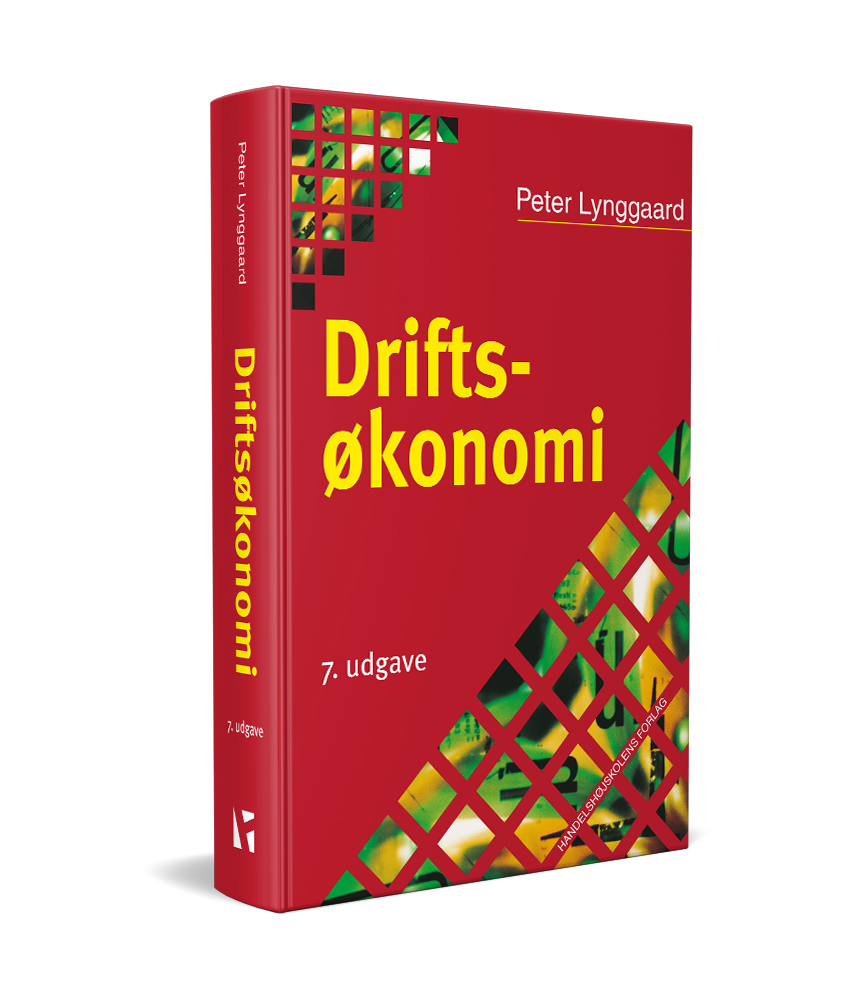 Peter Lynggaard
Driftsøkonomi
7. udgave
Peter Lynggaard
Drifts-
økonomi
7. udgave
HANDELSHØJSKOLENS FORLAG